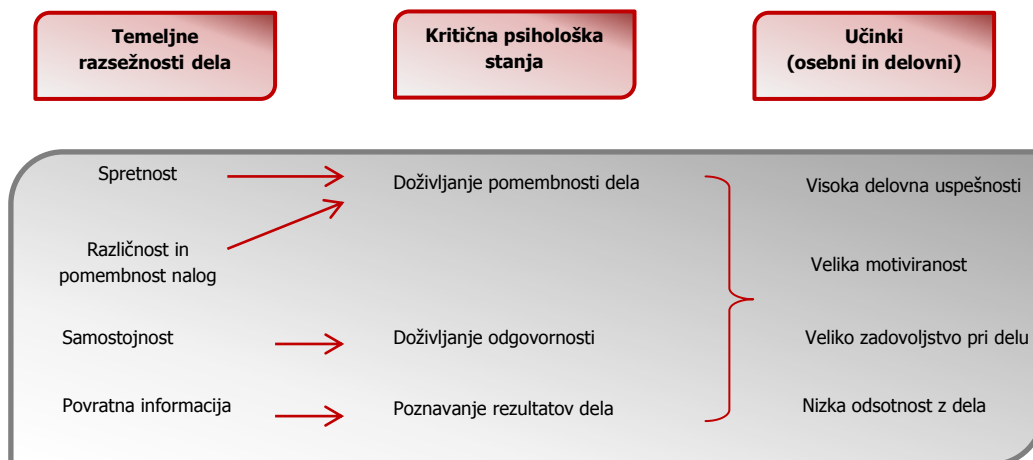 Temeljne
razsežnosti dela
Kritična psihološka
stanja
Učinki
(osebni in delovni)
Spretnost
Doživljanje pomembnosti dela
Visoka delovna uspešnosti
Različnost in
pomembnost nalog
Velika motiviranost
Samostojnost
Doživljanje odgovornosti
Veliko zadovoljstvo pri delu
Povratna informacija
Poznavanje rezultatov dela
Nizka odsotnost z dela